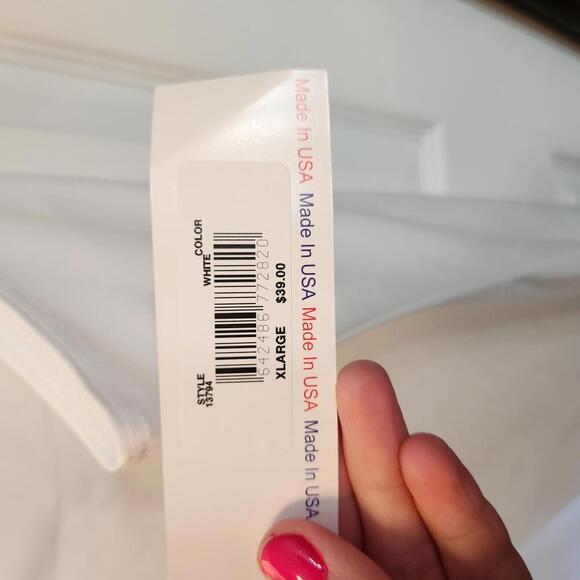 STYLE COLOR
13794 WHITE
642486772820
XLARGE $39.00
Made In USA Made In USA Made In USA Made In USA